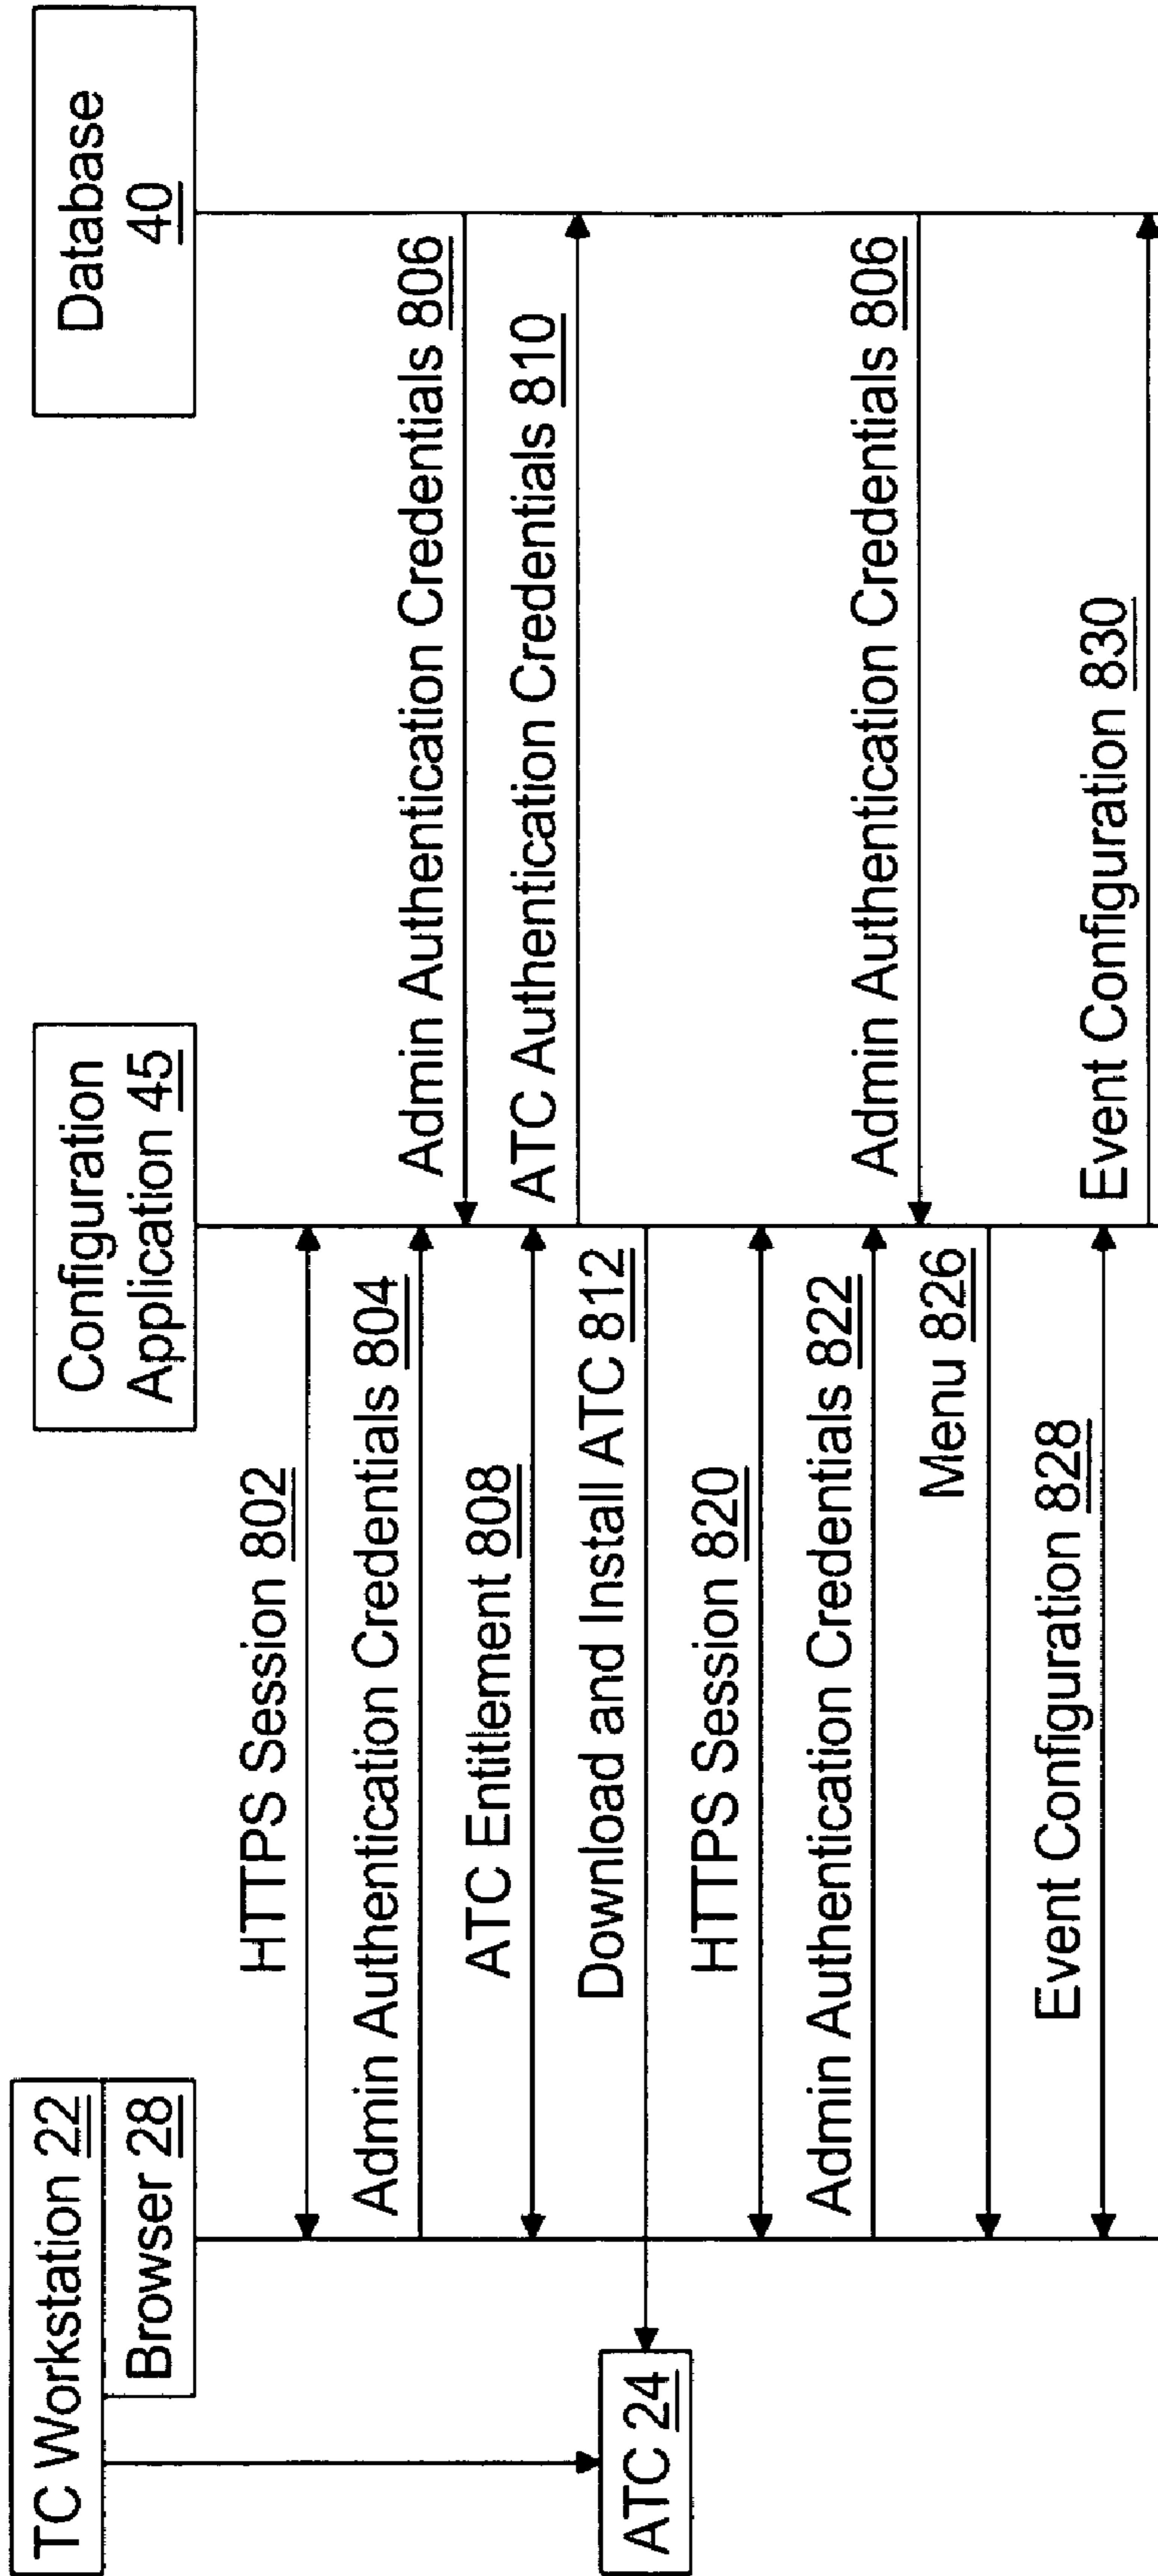 TC Workstation 22
Browser 28
Configuration
Application 45
Database
40
HTTPS Session 802
Admin Authentication Credentials 804
Admin Authentication Credentials 806
ATC Entitlement 808
ATC Authentication Credentials 810
Download and Install ATC 812
ATC 24
HTTPS Session 820
Admin Authentication Credentials 822
Admin Authentication Credentials 806
Menu 826
Event Configuration 828
Event Configuration 830